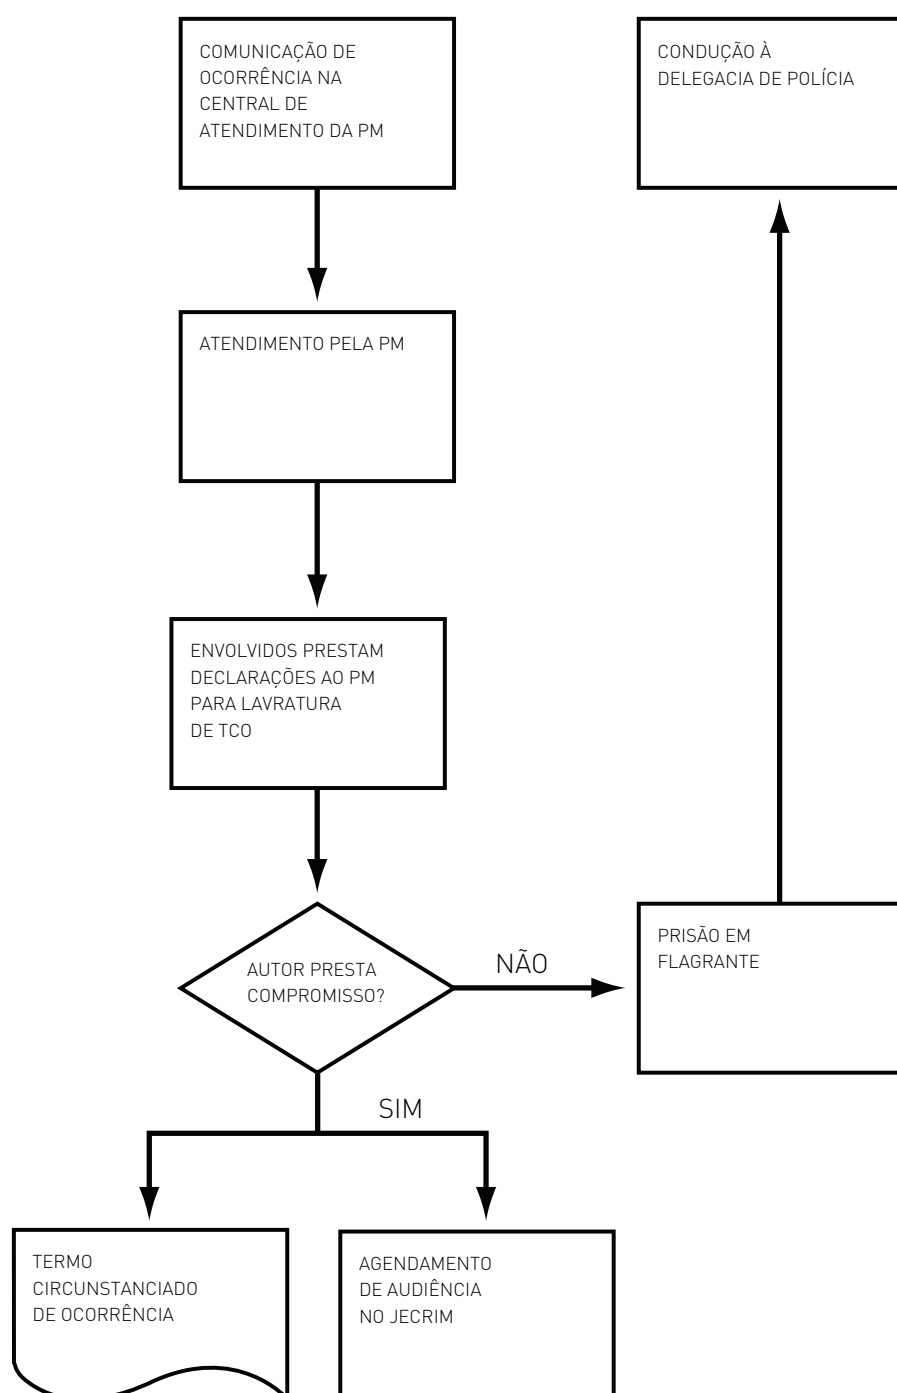 COMUNICAÇÃO DE
OCORRÊNCIA NA
CENTRAL DE
ATENDIMENTO DA PM
CONDUÇÃO À
DELEGACIA DE POLÍCIA
ATENDIMENTO PELA PM
ENVOLVIDOS PRESTAM
DECLARAÇÕES AO PM
PARA LAVRATURA
DE TCO
AUTOR PRESTA
COMPROMISSO?
NÃO
PRISÃO EM
FLAGRANTE
SIM
TERMO
CIRCUNSTANCIADO
DE OCORRÊNCIA
AGENDAMENTO
DE AUDIÊNCIA
NO JECRIM